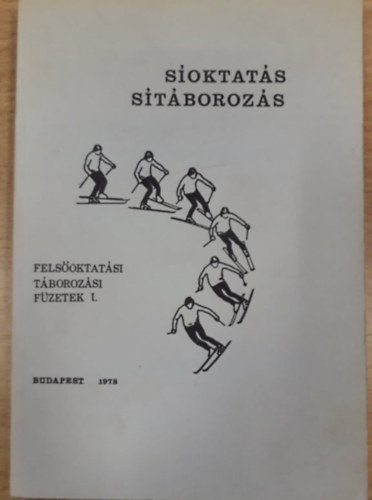 SÍOKTATÁS
SÍTÁBOROZÁS
FELSŐOKTATÁSI
TÁBOROZÁSI
FÜZETEK I.
BUDAPEST 1978